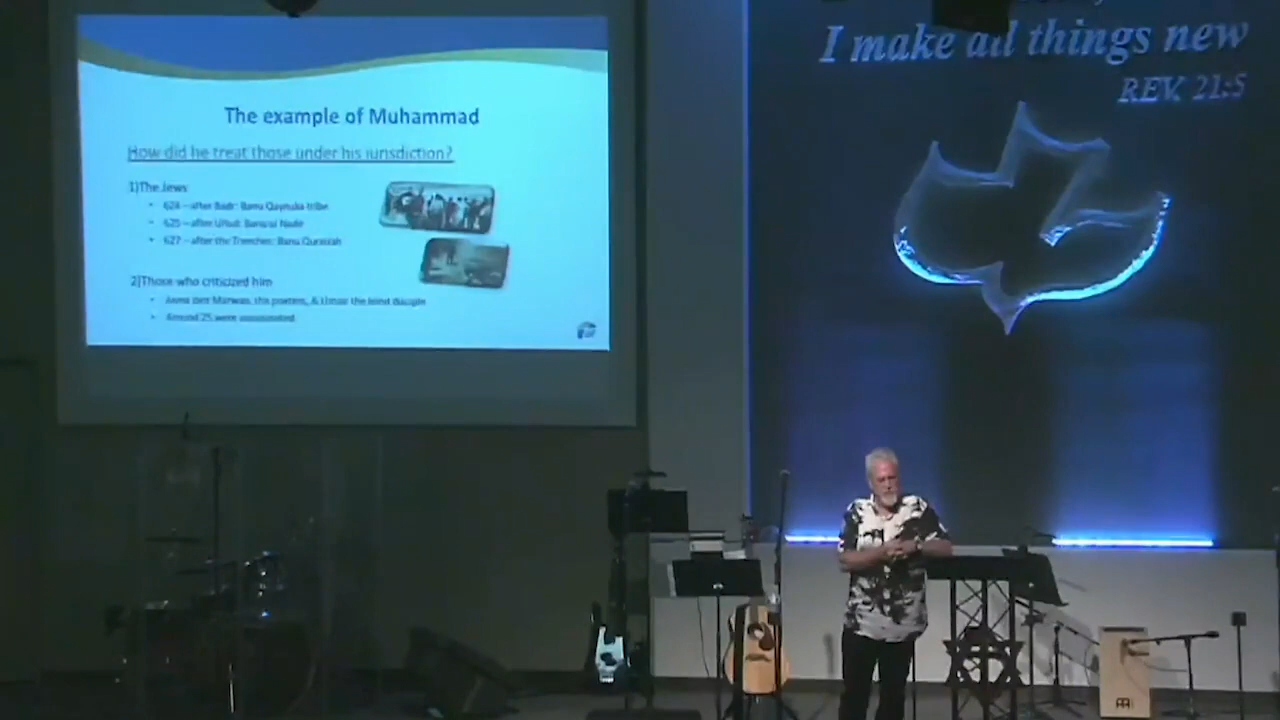 The example of Muhammad
How did he treat those under his jurisdiction?
1)The Jews
• 624 – after Badr: Banu Qaynuka tribe
• 625 – after Uhud: Banu al Nadir
• 627 – after the Trenches: Banu Quraizah
2)Those who criticized him
• Asma bint Marwan, the poetess, &
the blind disciple
• Around 25 were assassinated
I make all things new
REV. 21:5